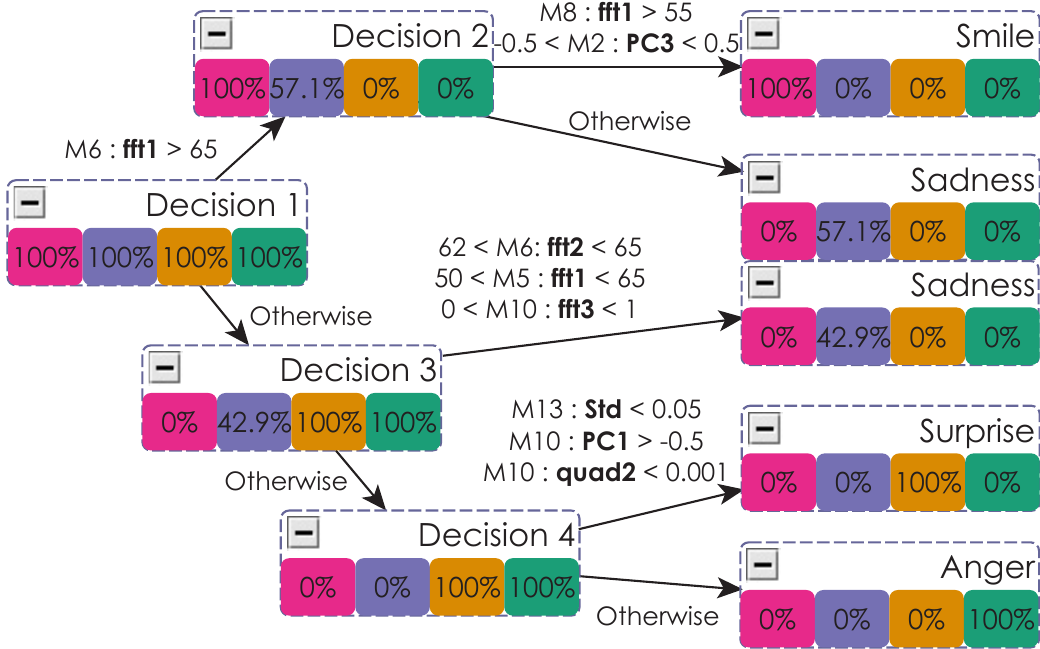 Decision 2
100% 57.1% 0% 0%
M8 : fft1 > 55
-0.5 < M2 : PC3 < 0.5
Smile
100% 0% 0% 0%
Otherwise
M6 : fft1 > 65
Sadness
0% 57.1% 0% 0%
Decision 1
100% 100% 100% 100%
62 < M6: fft2 < 65
50 < M5 : fft1 < 65
0 < M10 : fft3 < 1
Sadness
0% 42.9% 0% 0%
Otherwise
Decision 3
0% 42.9% 100% 100%
M13 : Std < 0.05
M10 : PC1 > -0.5
M10 : quad2 < 0.001
Surprise
0% 0% 100% 0%
Otherwise
Decision 4
0% 0% 100% 100%
Anger
0% 0% 0% 100%
Otherwise